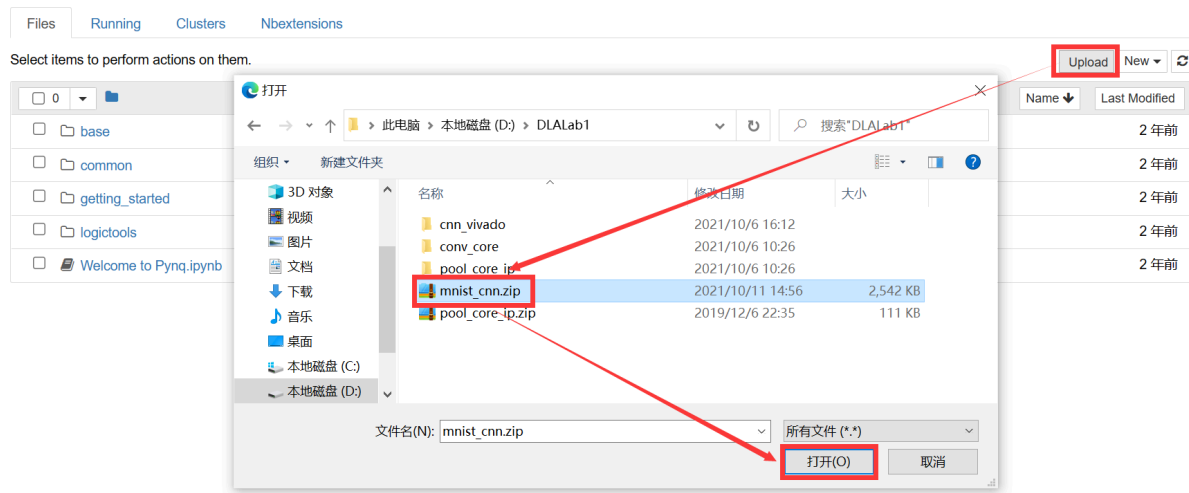 Files Running Clusters Nbextensions
Select items to perform actions on them.
Upload New
0
Name Last Modified
base 2 年前
common 2 年前
getting_started 2 年前
logictools 2 年前
Welcome to Pynq.ipynb 2 年前
打开
此电脑 > 本地磁盘 (D:) > DLALab1
搜索"DLALab1"
组织 新建文件夹
3D 对象
视频
图片
文档
下载
音乐
桌面
本地磁盘 (C:)
本地磁盘 (D:)
名称 修改日期 大小
cnn_vivado 2021/10/6 16:12
conv_core 2021/10/6 10:26
pool_core_ip 2021/10/6 10:26
mnist_cnn.zip 2021/10/11 14:56 2,542 KB
pool_core_ip.zip 2019/12/6 22:35 111 KB
文件名(N): mnist_cnn.zip 所有文件 (*.*)
打开(O) 取消